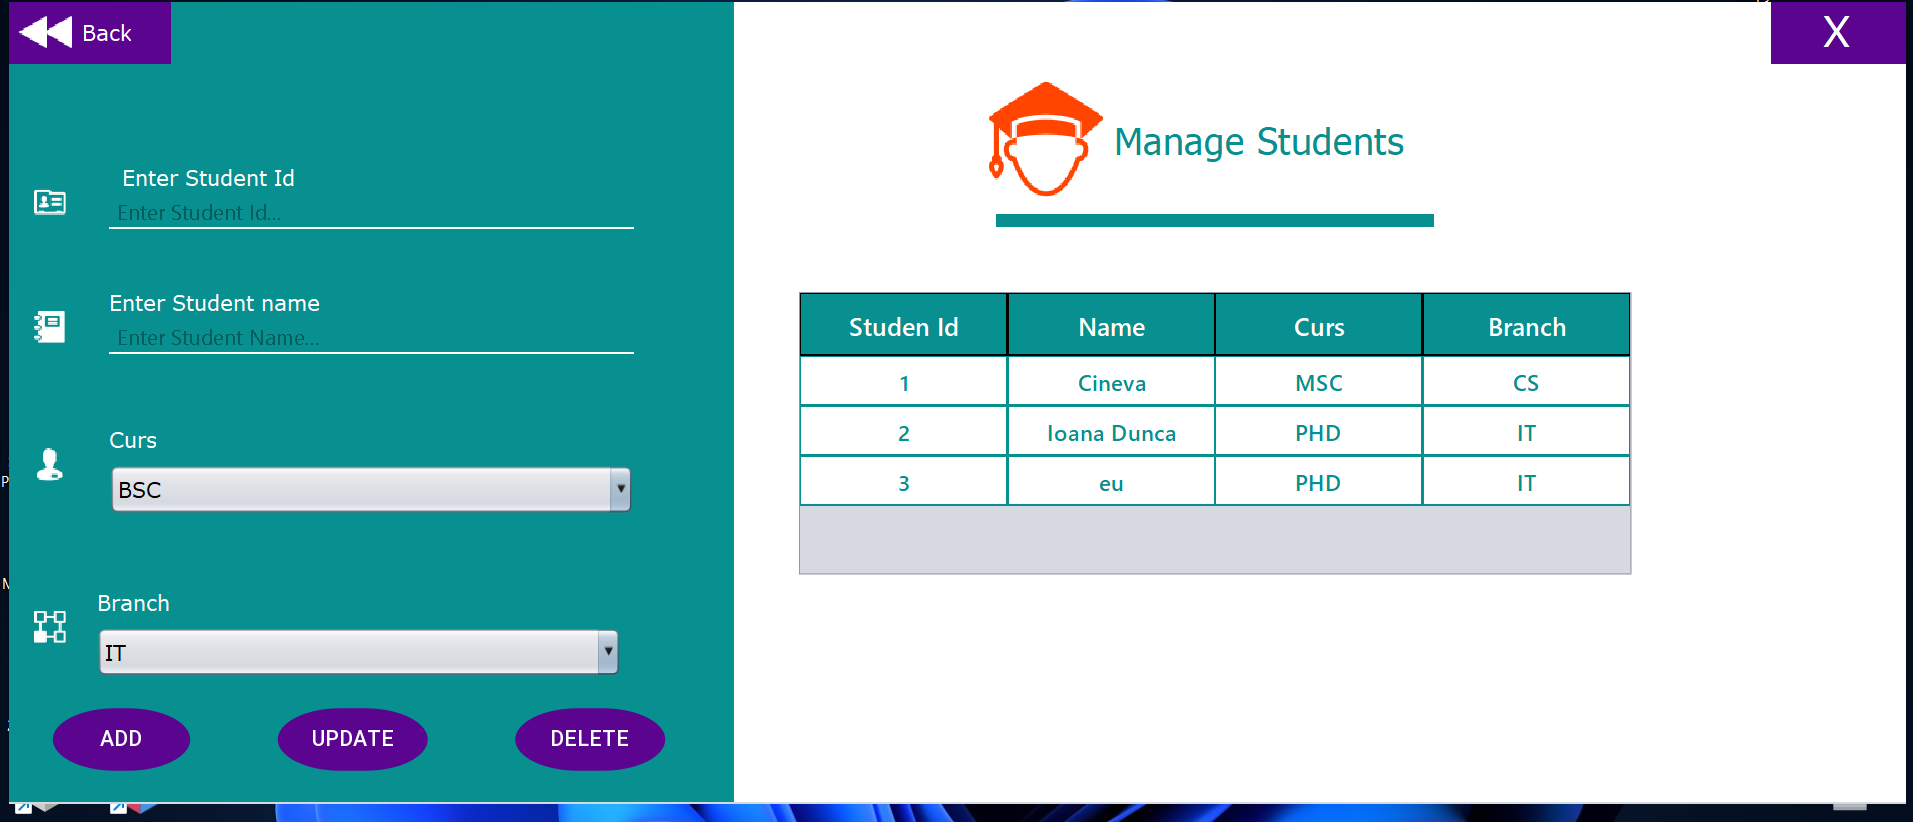 Back
X
Manage Students
Enter Student Id
Enter Student Id...
Enter Student name
Enter Student Name...
Curs
BSC
Branch
IT
ADD UPDATE DELETE
Studen Id Name Curs Branch
1 Cineva MSC CS
2 Ioana Dunca PHD IT
3 eu PHD IT